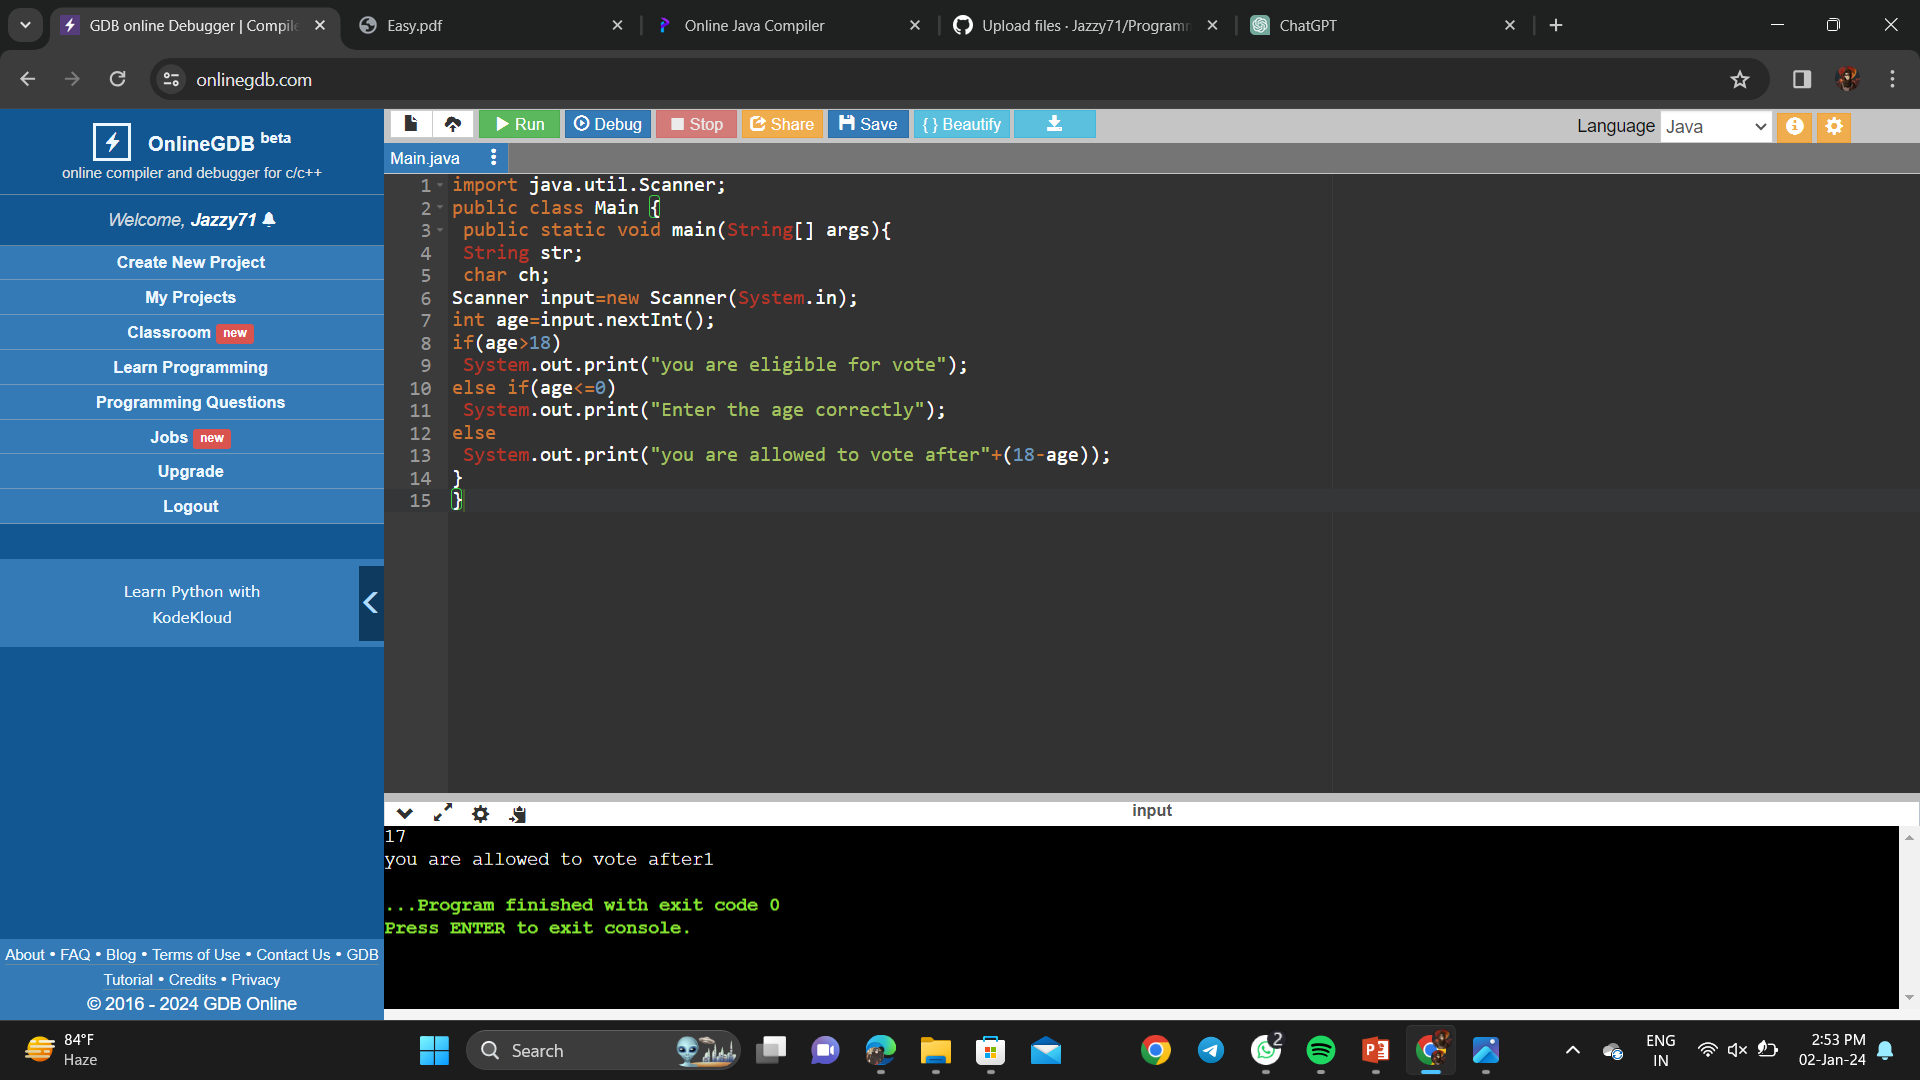 GDB online Debugger | Compile
Easy.pdf
Online Java Compiler
Upload files · Jazzy71/Programm
ChatGPT
onlinegdb.com
OnlineGDB beta
online compiler and debugger for c/c++
Welcome, Jazzy71
Create New Project
My Projects
Classroom new
Learn Programming
Programming Questions
Jobs new
Upgrade
Logout
Learn Python with
KodeKloud
About • FAQ • Blog • Terms of Use • Contact Us • GDB
Tutorial • Credits • Privacy
© 2016 - 2024 GDB Online
Run Debug Stop Share Save { } Beautify
Language Java
Main.java
1 import java.util.Scanner;
2 public class Main {
3 public static void main(String[] args){
4 String str;
5 char ch;
6 Scanner input=new Scanner(System.in);
7 int age=input.nextInt();
8 if(age>18)
9 System.out.print("you are eligible for vote");
10 else if(age<=0)
11 System.out.print("Enter the age correctly");
12 else
13 System.out.print("you are allowed to vote after"+(18-age));
14 }
15 }
input
17
you are allowed to vote after1
...Program finished with exit code 0
Press ENTER to exit console.
84°F
Haze
Search
2
ENG
IN
2:53 PM
02-Jan-24